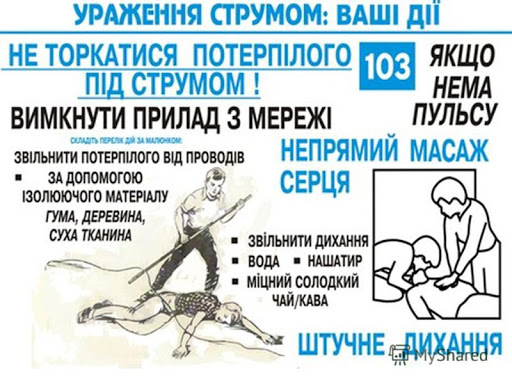 УРАЖЕННЯ СТРУМОМ: ВАШІ ДІЇ
НЕ ТОРКАТИСЯ ПОТЕРПІЛОГО
ПІД СТРУМОМ !
103
ЯКЩО
НЕМА
ПУЛЬСУ
ВИМКНУТИ ПРИЛАД З МЕРЕЖІ
СКЛАДІТЬ ПЕРЕЛІК ДІЙ ЗА МАЛЮНКОМ:
ЗВІЛЬНИТИ ПОТЕРПІЛОГО ВІД ПРОВОДІВ
▪ ЗА ДОПОМОГОЮ
ІЗОЛЮЮЧОГО МАТЕРІАЛУ
ГУМА, ДЕРЕВИНА,
СУХА ТКАНИНА
НЕПРЯМИЙ МАСАЖ
СЕРЦЯ
▪ ЗВІЛЬНИТИ ДИХАННЯ
▪ ВОДА ▪ НАШАТИР
▪ МІЦНИЙ СОЛОДКИЙ
ЧАЙ/КАВА
ШТУЧНЕ ДИХАННЯ
MyShared